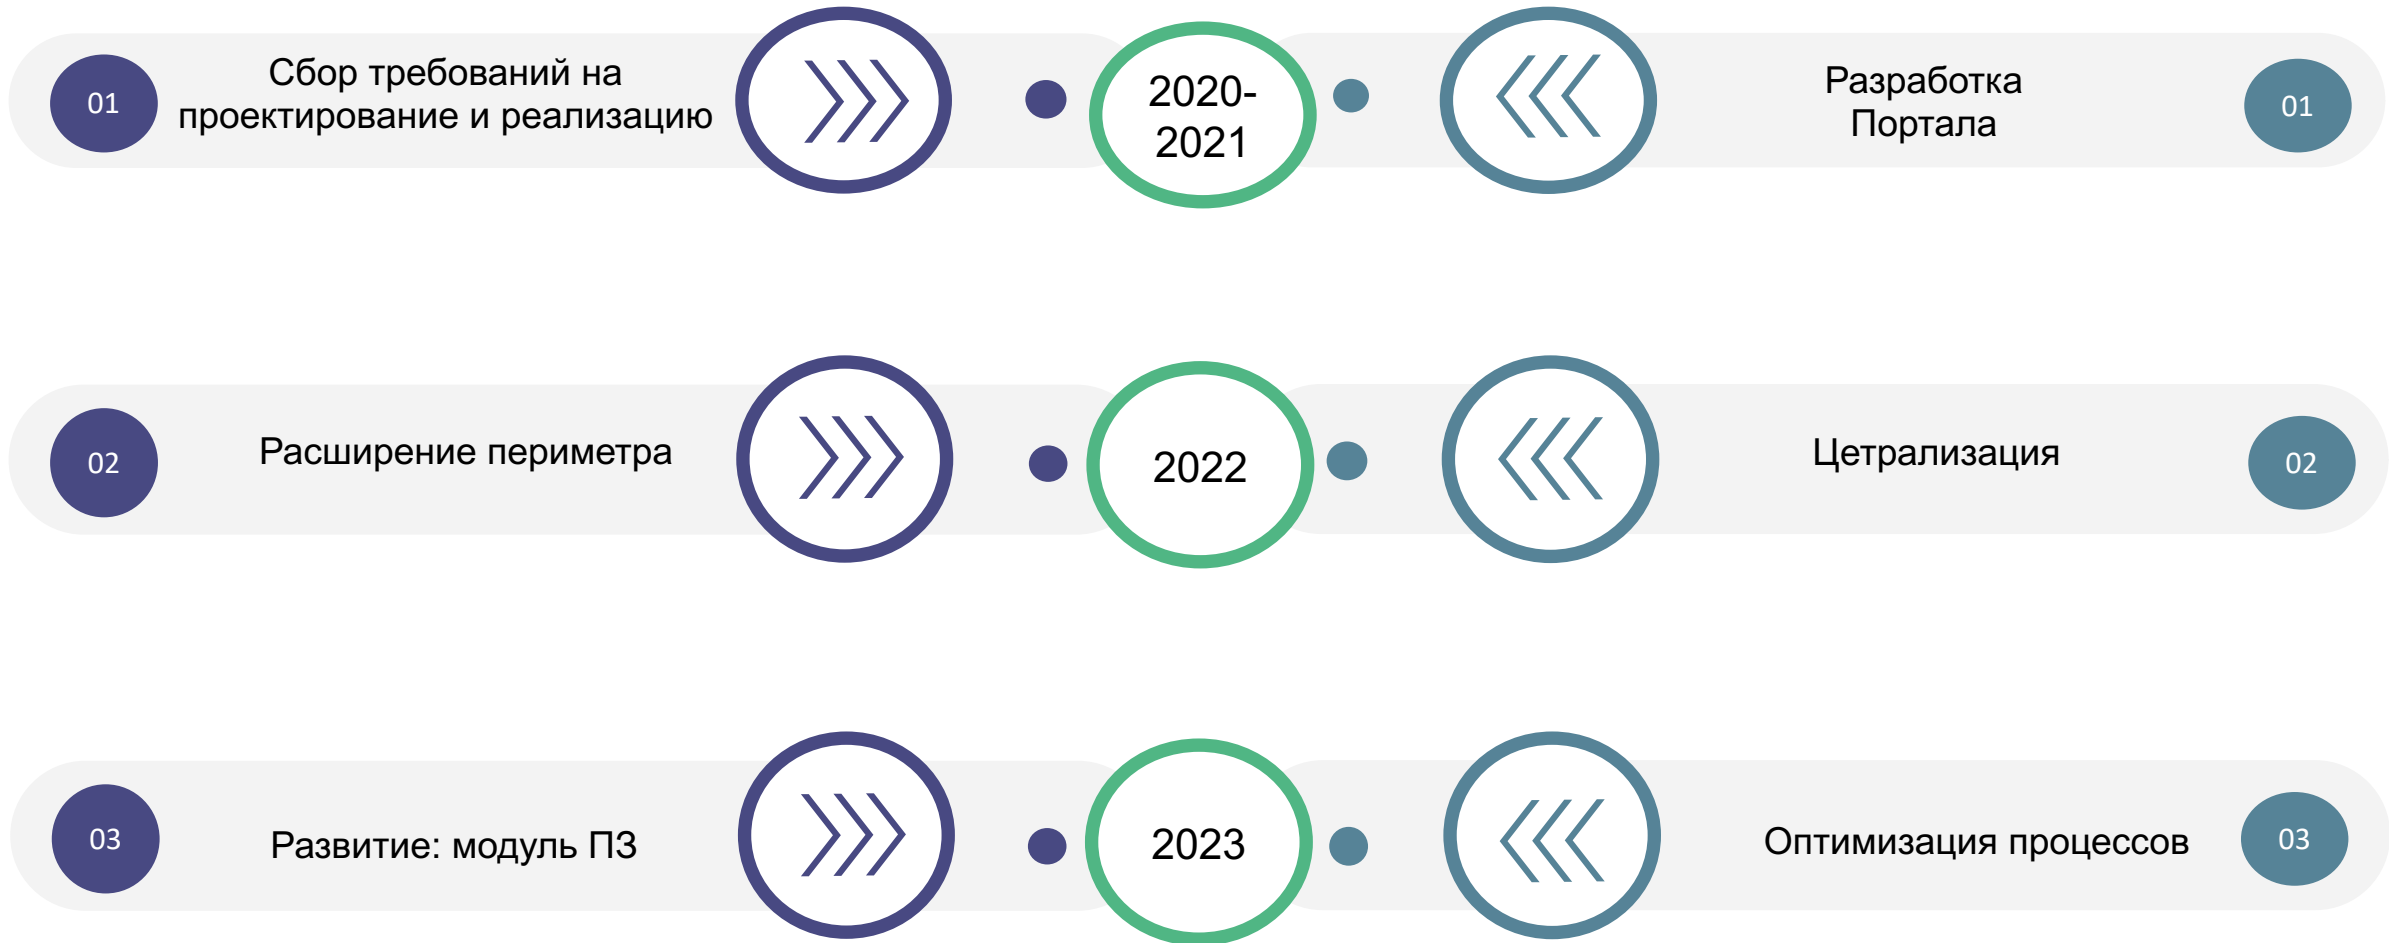 01
Сбор требований на
проектирование и реализацию
2020-
2021
Разработка
Портала
01
02
Расширение периметра
2022
Цетрализация
02
03
Развитие: модуль ПЗ
2023
Оптимизация процессов
03